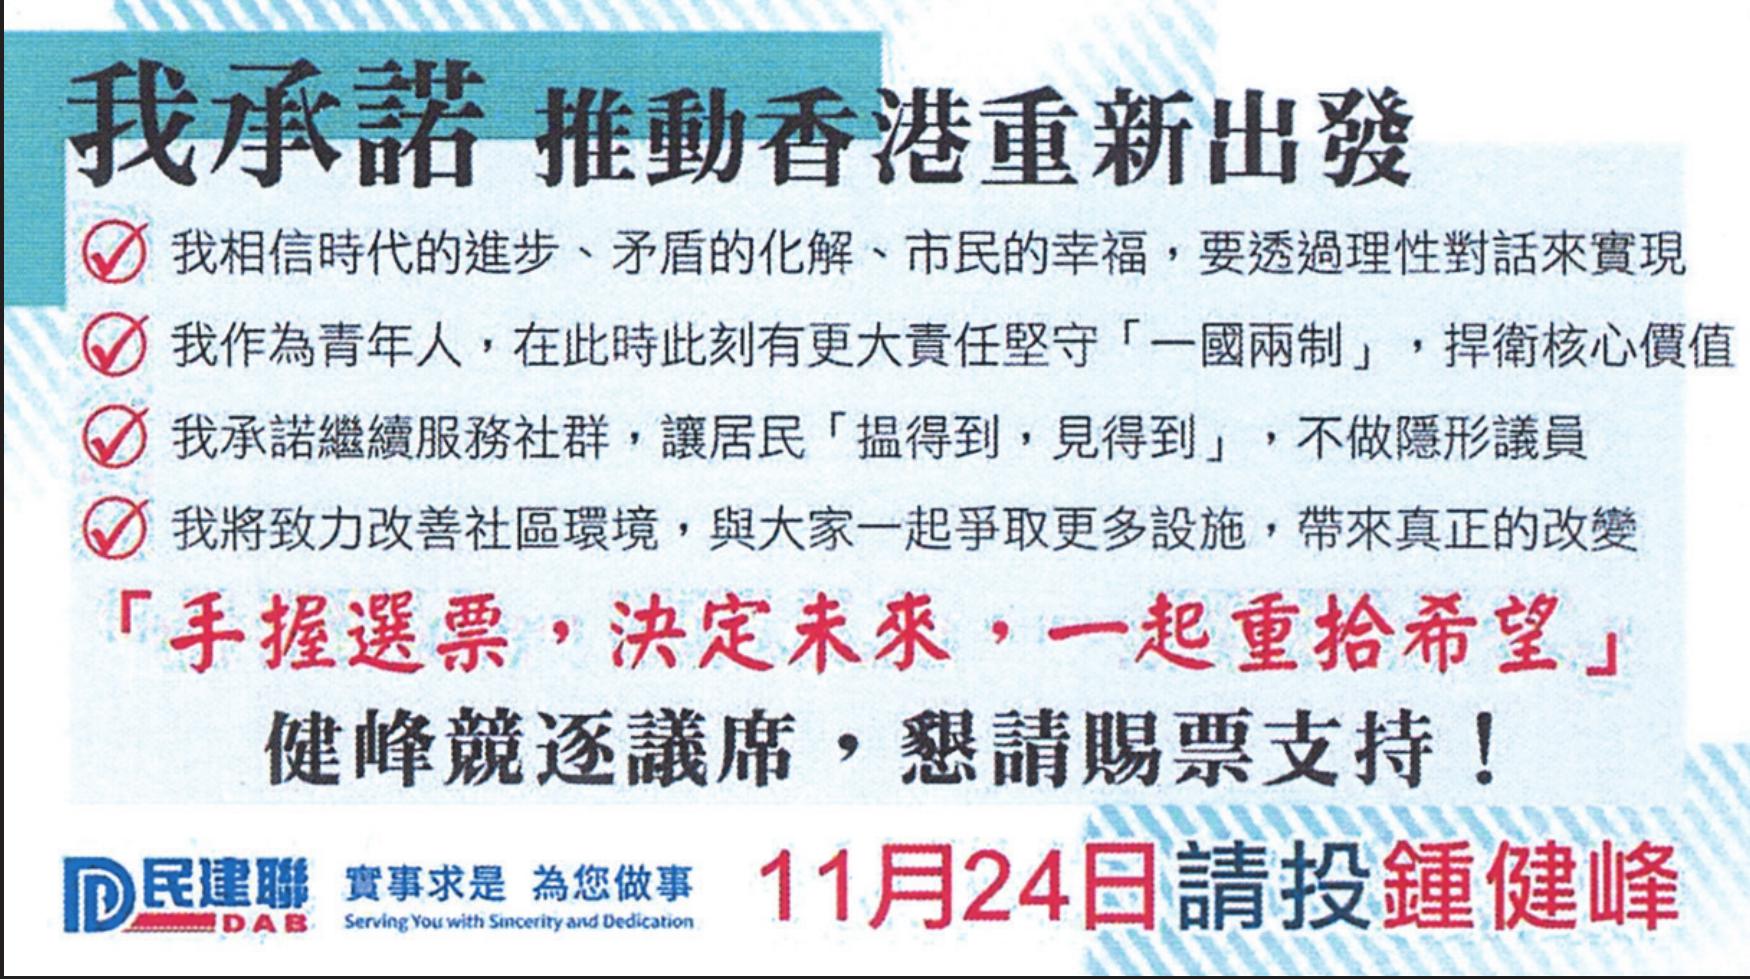 我承諾 推動香港重新出發
我相信時代的進步、矛盾的化解、市民的幸福，要透過理性對話來實現
我作為青年人，在此時此刻有更大責任堅守「一國兩制」，捍衛核心價值
我承諾繼續服務社群，讓居民「搵得到，見得到」，不做隱形議員
我將致力改善社區環境，與大家一起爭取更多設施，帶來真正的改變
「手握選票，決定未來，一起重拾希望」
健峰競逐議席，懇請賜票支持！
民建聯
DAB
實事求是 為您做事
Serving You with Sincerity and Dedication
11月24日請投鍾健峰